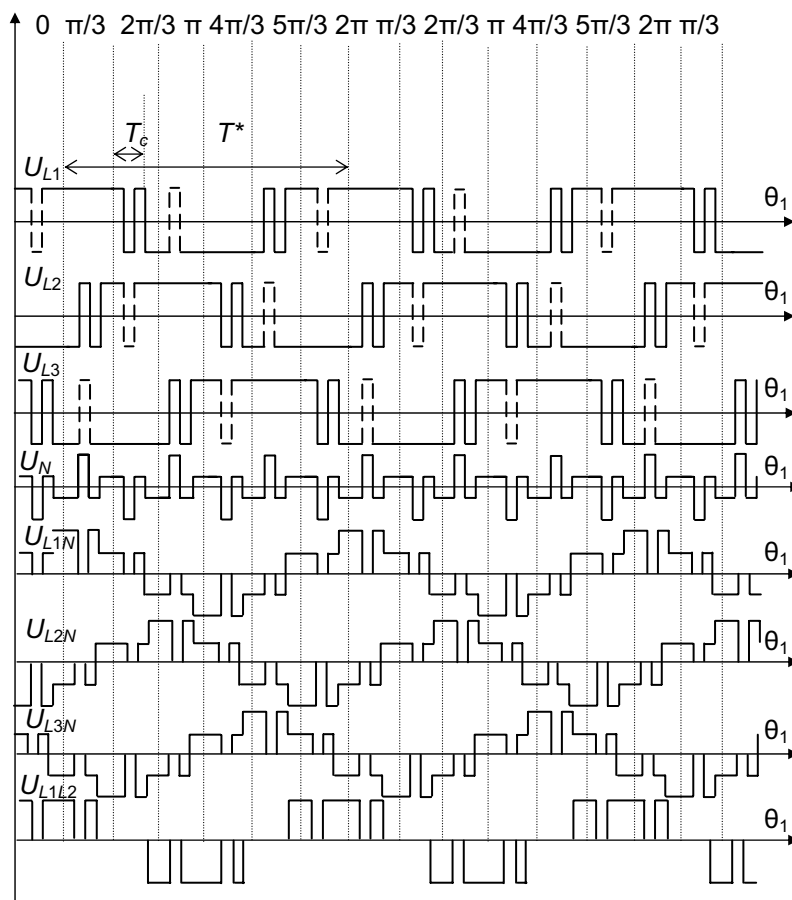 0 π/3 2π/3 π 4π/3 5π/3 2π π/3 2π/3 π 4π/3 5π/3 2π π/3
T_c T*
U_L1 θ_1
U_L2 θ_1
U_L3 θ_1
U_N θ_1
U_L1N θ_1
U_L2N θ_1
U_L3N θ_1
U_L1L2 θ_1